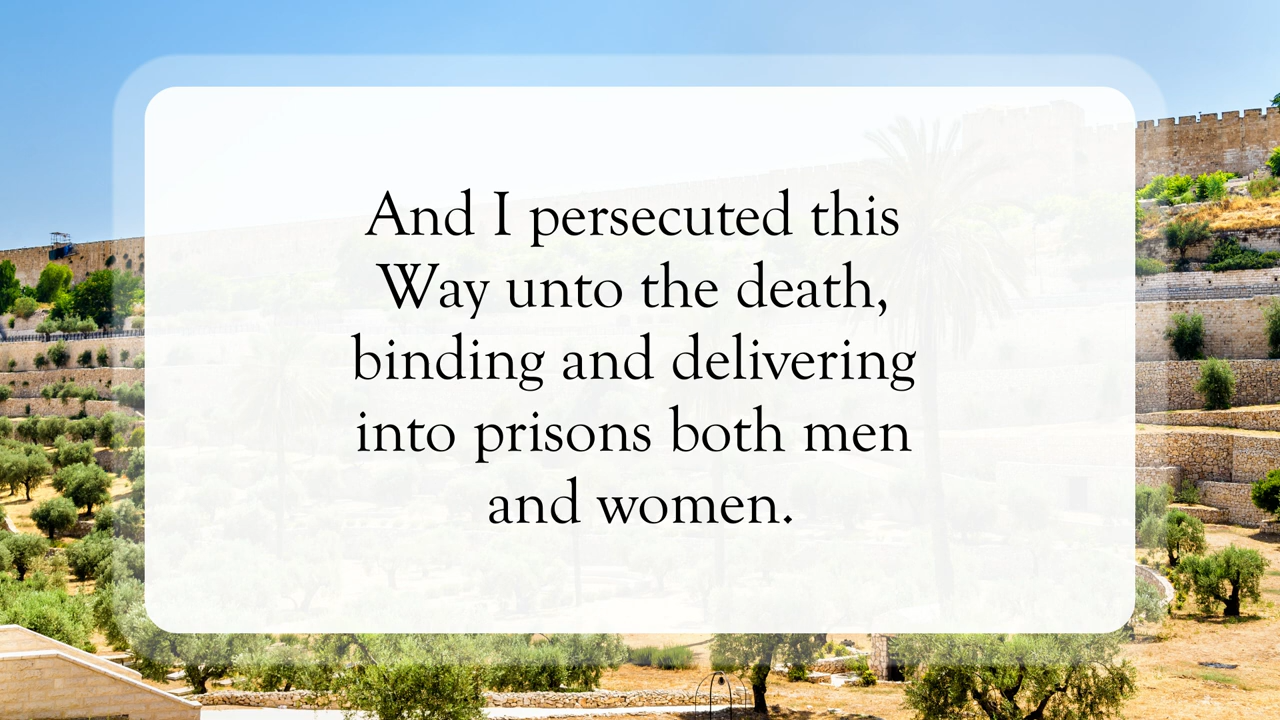 And I persecuted this
Way unto the death,
binding and delivering
into prisons both men
and women.